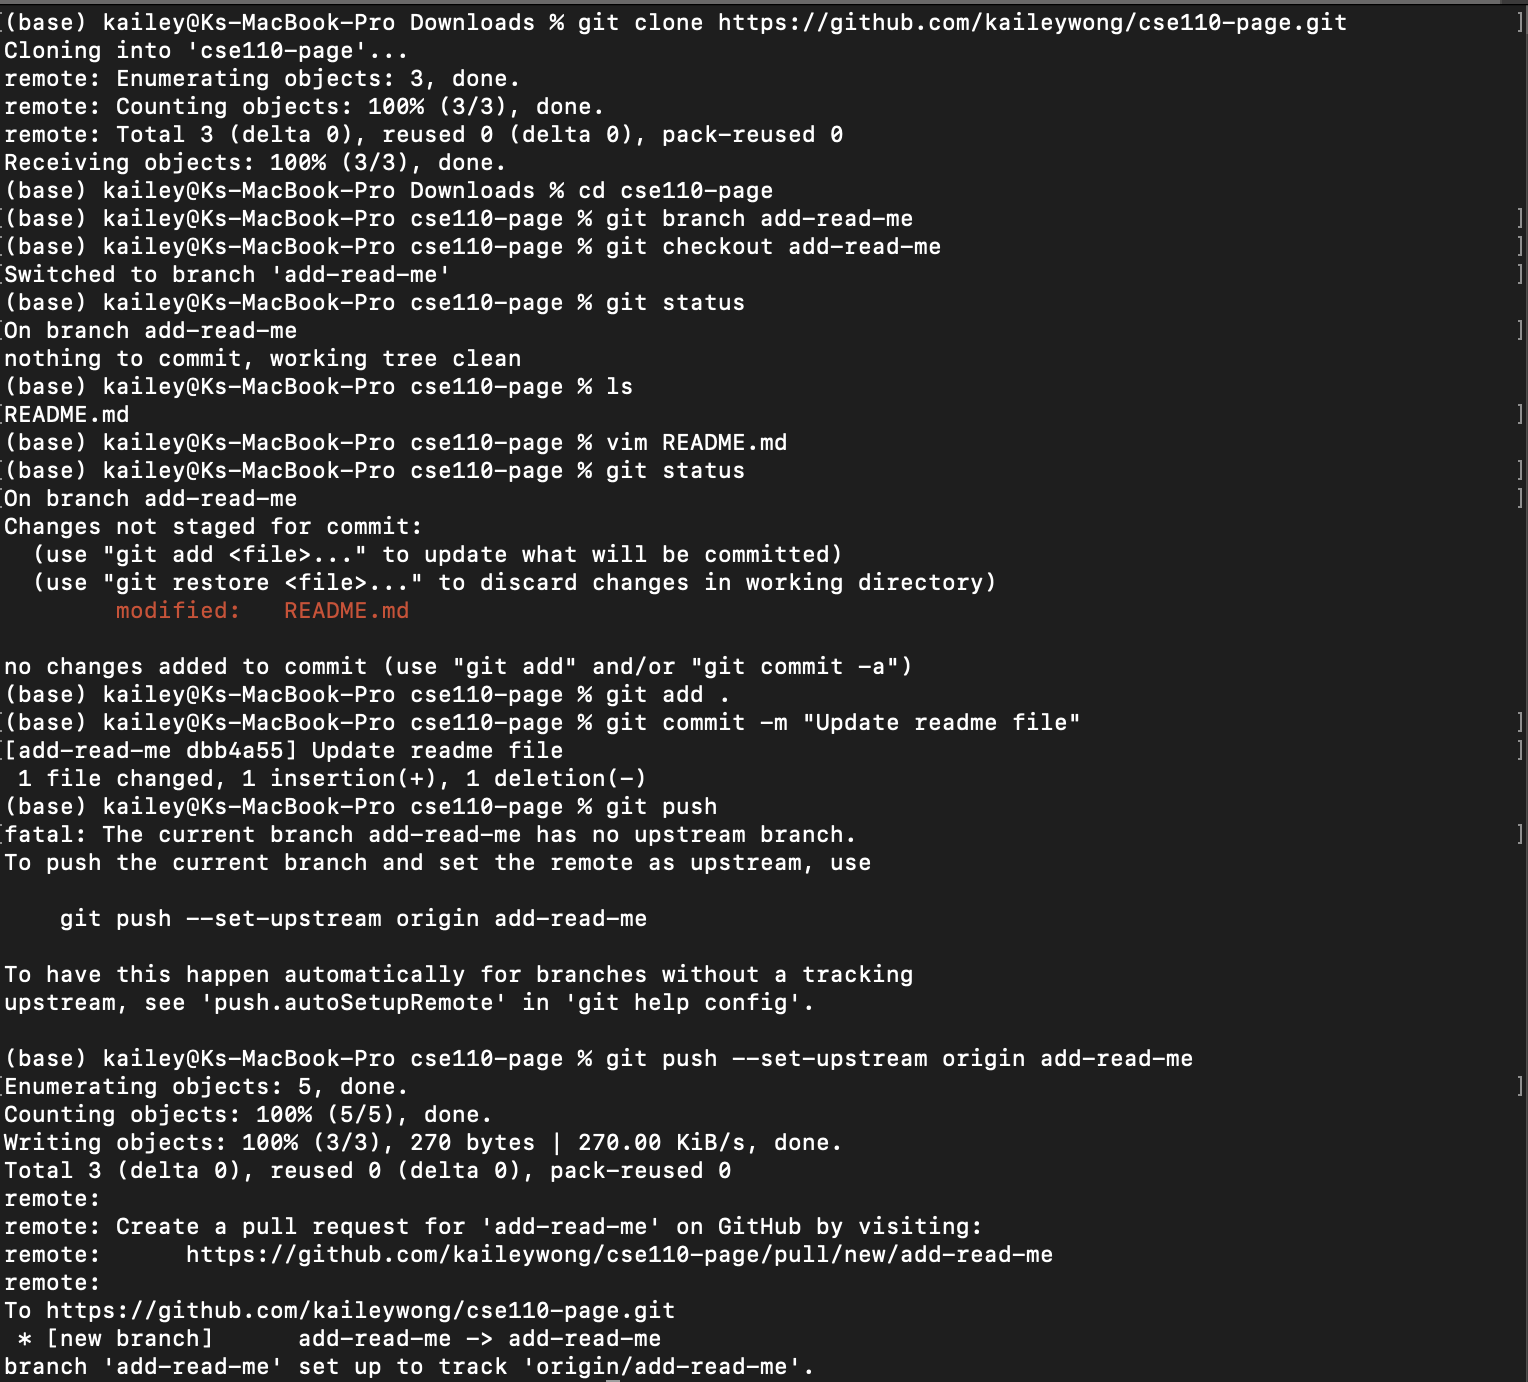 (base) kailey@Ks-MacBook-Pro Downloads % git clone https://github.com/kaileywong/cse110-page.git
Cloning into 'cse110-page'...
remote: Enumerating objects: 3, done.
remote: Counting objects: 100% (3/3), done.
remote: Total 3 (delta 0), reused 0 (delta 0), pack-reused 0
Receiving objects: 100% (3/3), done.
(base) kailey@Ks-MacBook-Pro Downloads % cd cse110-page
(base) kailey@Ks-MacBook-Pro cse110-page % git branch add-read-me
(base) kailey@Ks-MacBook-Pro cse110-page % git checkout add-read-me
Switched to branch 'add-read-me'
(base) kailey@Ks-MacBook-Pro cse110-page % git status
On branch add-read-me
nothing to commit, working tree clean
(base) kailey@Ks-MacBook-Pro cse110-page % ls
README.md
(base) kailey@Ks-MacBook-Pro cse110-page % vim README.md
(base) kailey@Ks-MacBook-Pro cse110-page % git status
On branch add-read-me
Changes not staged for commit:
  (use "git add <file>..." to update what will be committed)
  (use "git restore <file>..." to discard changes in working directory)
        modified:   README.md

no changes added to commit (use "git add" and/or "git commit -a")
(base) kailey@Ks-MacBook-Pro cse110-page % git add .
(base) kailey@Ks-MacBook-Pro cse110-page % git commit -m "Update readme file"
[add-read-me dbb4a55] Update readme file
 1 file changed, 1 insertion(+), 1 deletion(-)
(base) kailey@Ks-MacBook-Pro cse110-page % git push
fatal: The current branch add-read-me has no upstream branch.
To push the current branch and set the remote as upstream, use

    git push --set-upstream origin add-read-me

To have this happen automatically for branches without a tracking
upstream, see 'push.autoSetupRemote' in 'git help config'.

(base) kailey@Ks-MacBook-Pro cse110-page % git push --set-upstream origin add-read-me
Enumerating objects: 5, done.
Counting objects: 100% (5/5), done.
Writing objects: 100% (3/3), 270 bytes | 270.00 KiB/s, done.
Total 3 (delta 0), reused 0 (delta 0), pack-reused 0
remote:
remote: Create a pull request for 'add-read-me' on GitHub by visiting:
remote:      https://github.com/kaileywong/cse110-page/pull/new/add-read-me
remote:
To https://github.com/kaileywong/cse110-page.git
 * [new branch]      add-read-me -> add-read-me
branch 'add-read-me' set up to track 'origin/add-read-me'.